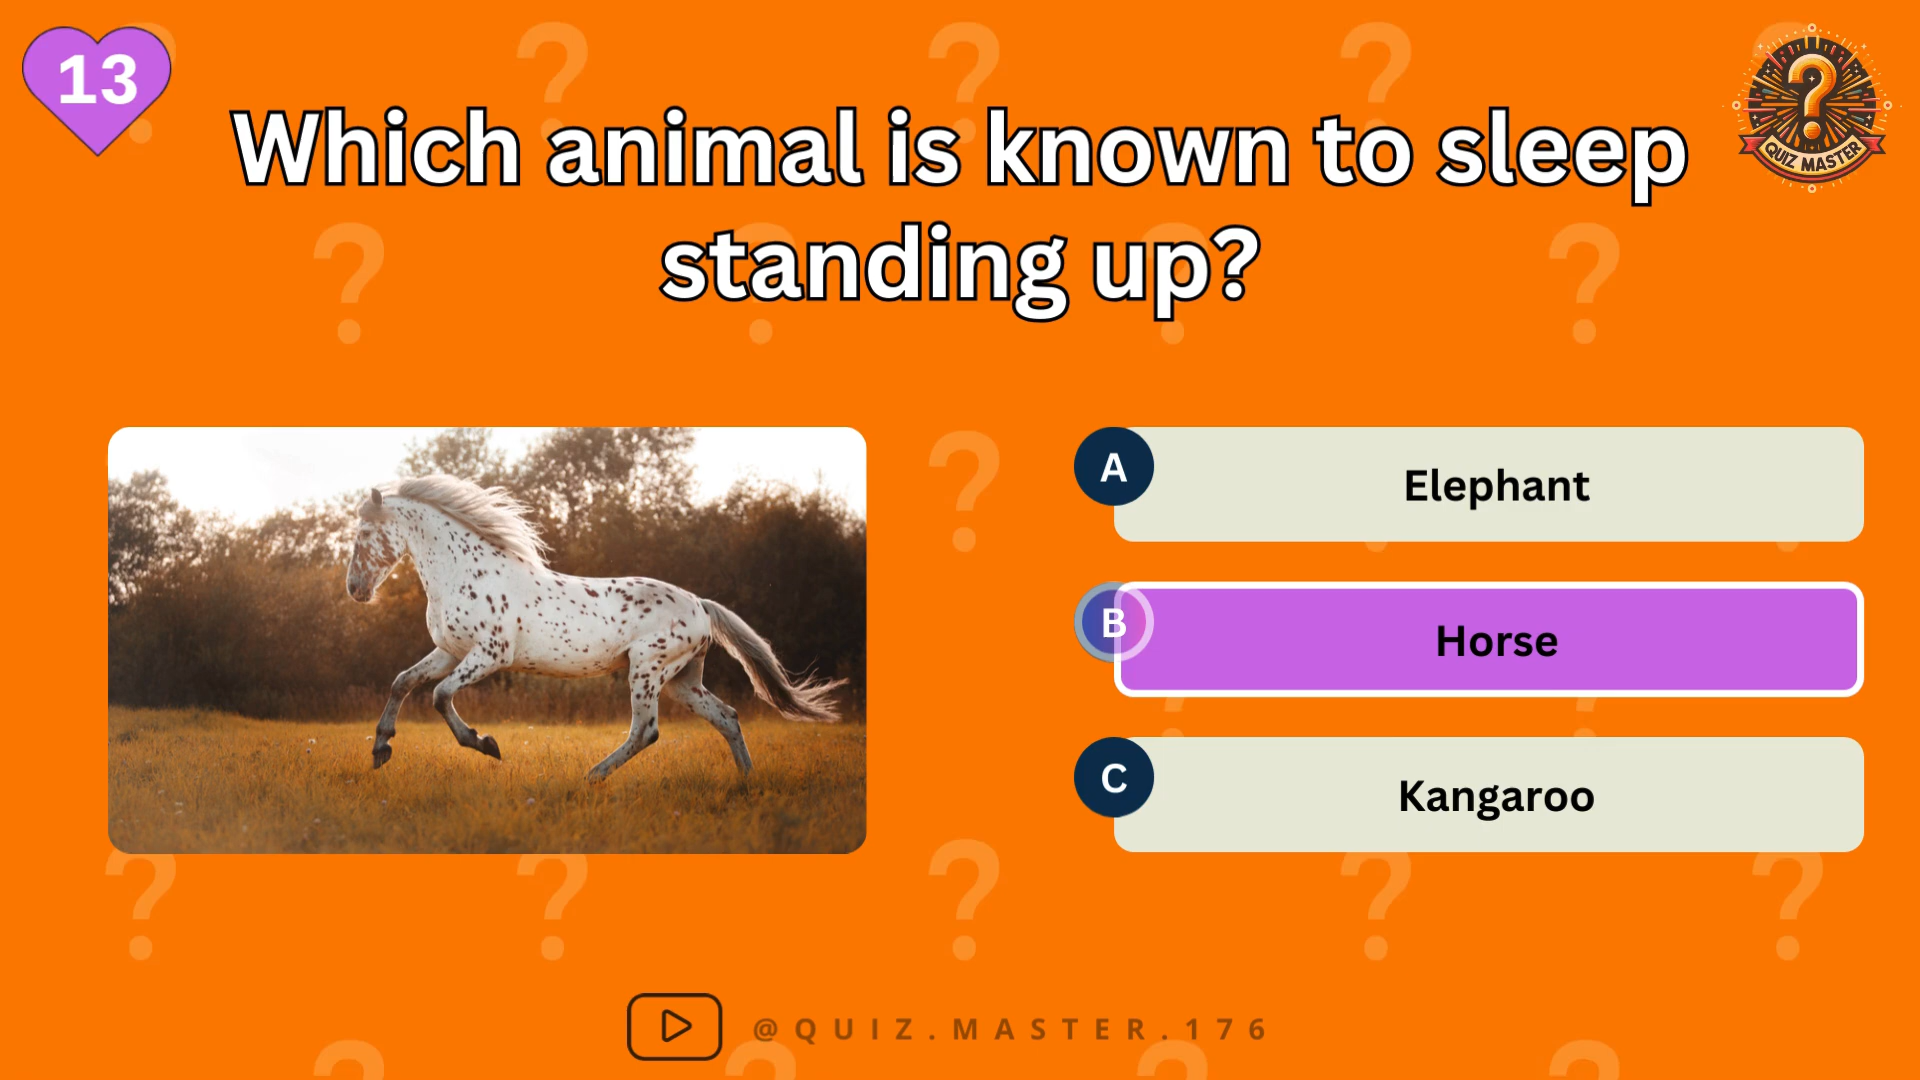 13
Which animal is known to sleep
standing up?
QUIZ MASTER
A
Elephant
B
Horse
C
Kangaroo
@QUIZ.MASTER.176